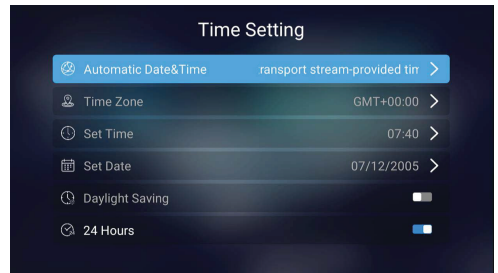 Time Setting
Automatic Date&Time ransport stream-provided tim
Time Zone GMT+00:00
Set Time 07:40
Set Date 07/12/2005
Daylight Saving
24 Hours